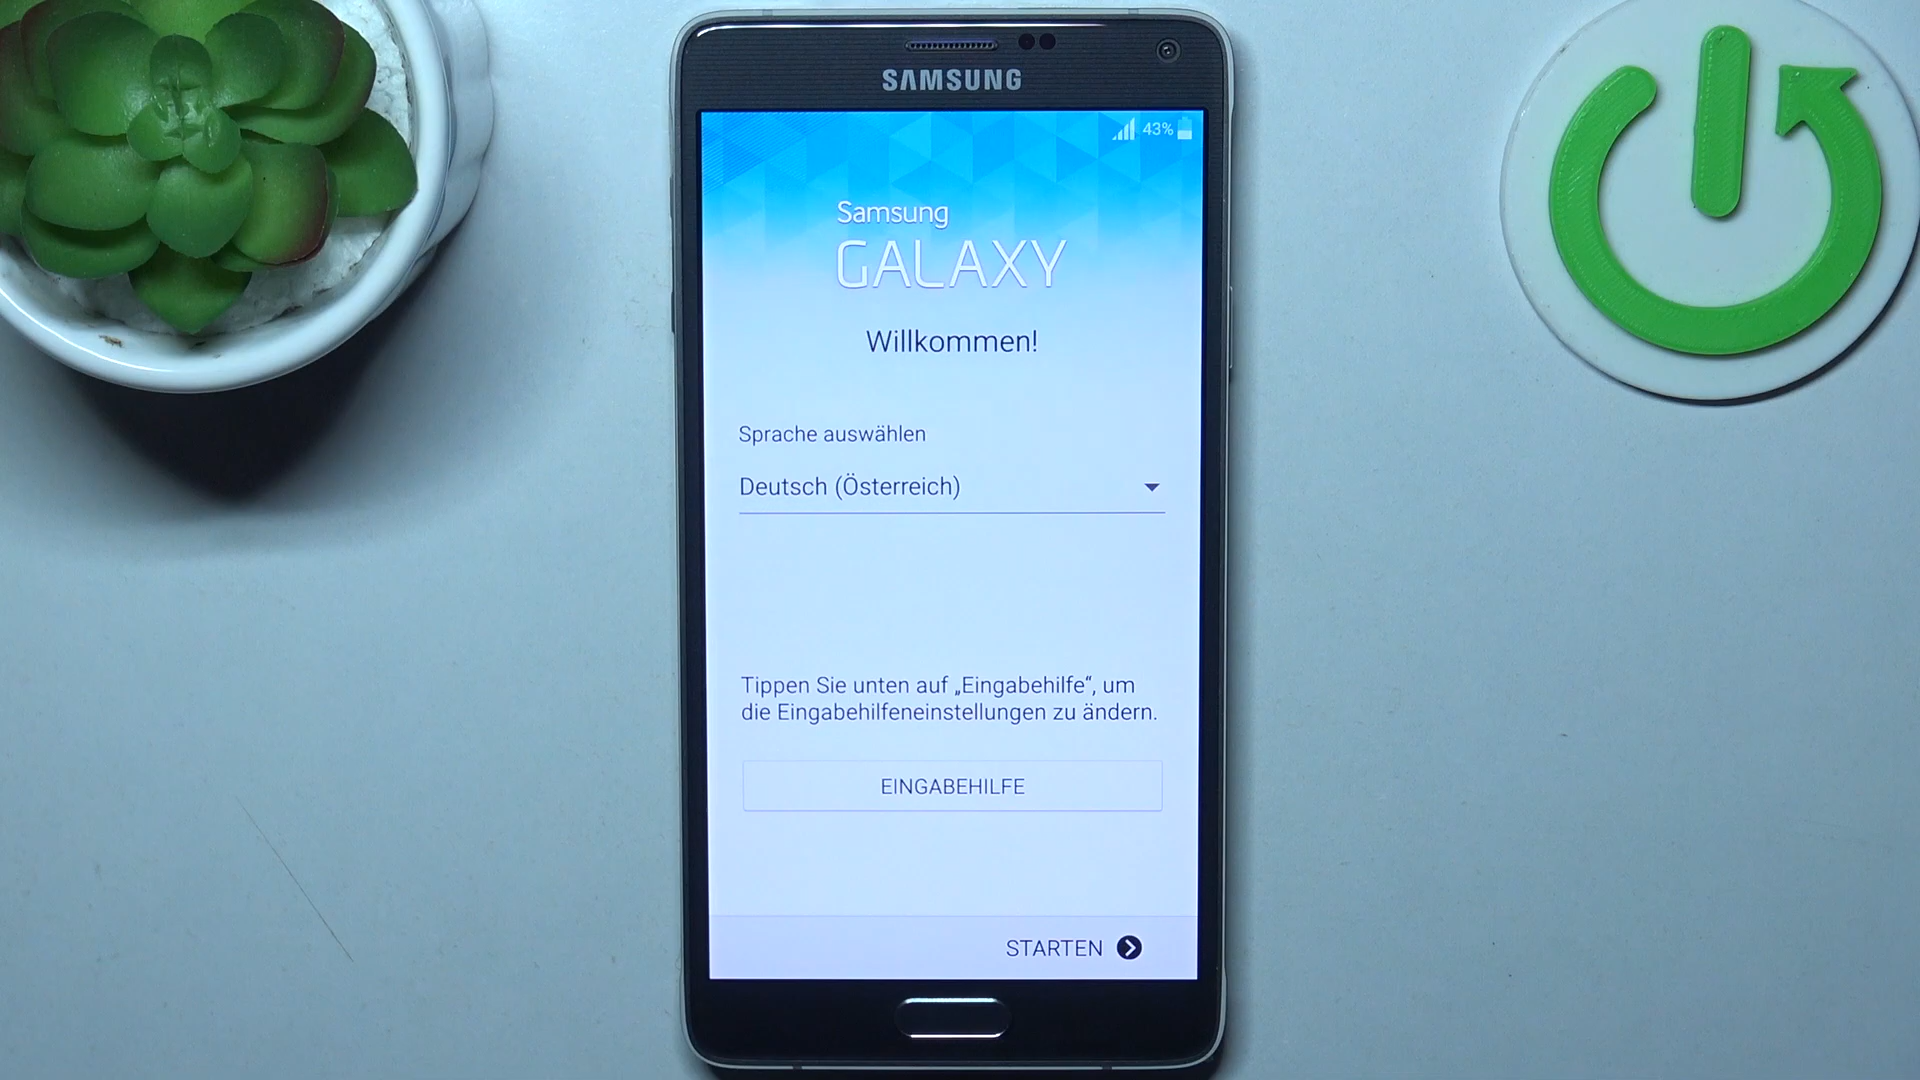 SAMSUNG
43%
Samsung
GALAXY
Willkommen!
Sprache auswählen
Deutsch (Österreich)
Tippen Sie unten auf „Eingabehilfe“, um
die Eingabehilfeneinstellungen zu ändern.
EINGABEHILFE
STARTEN